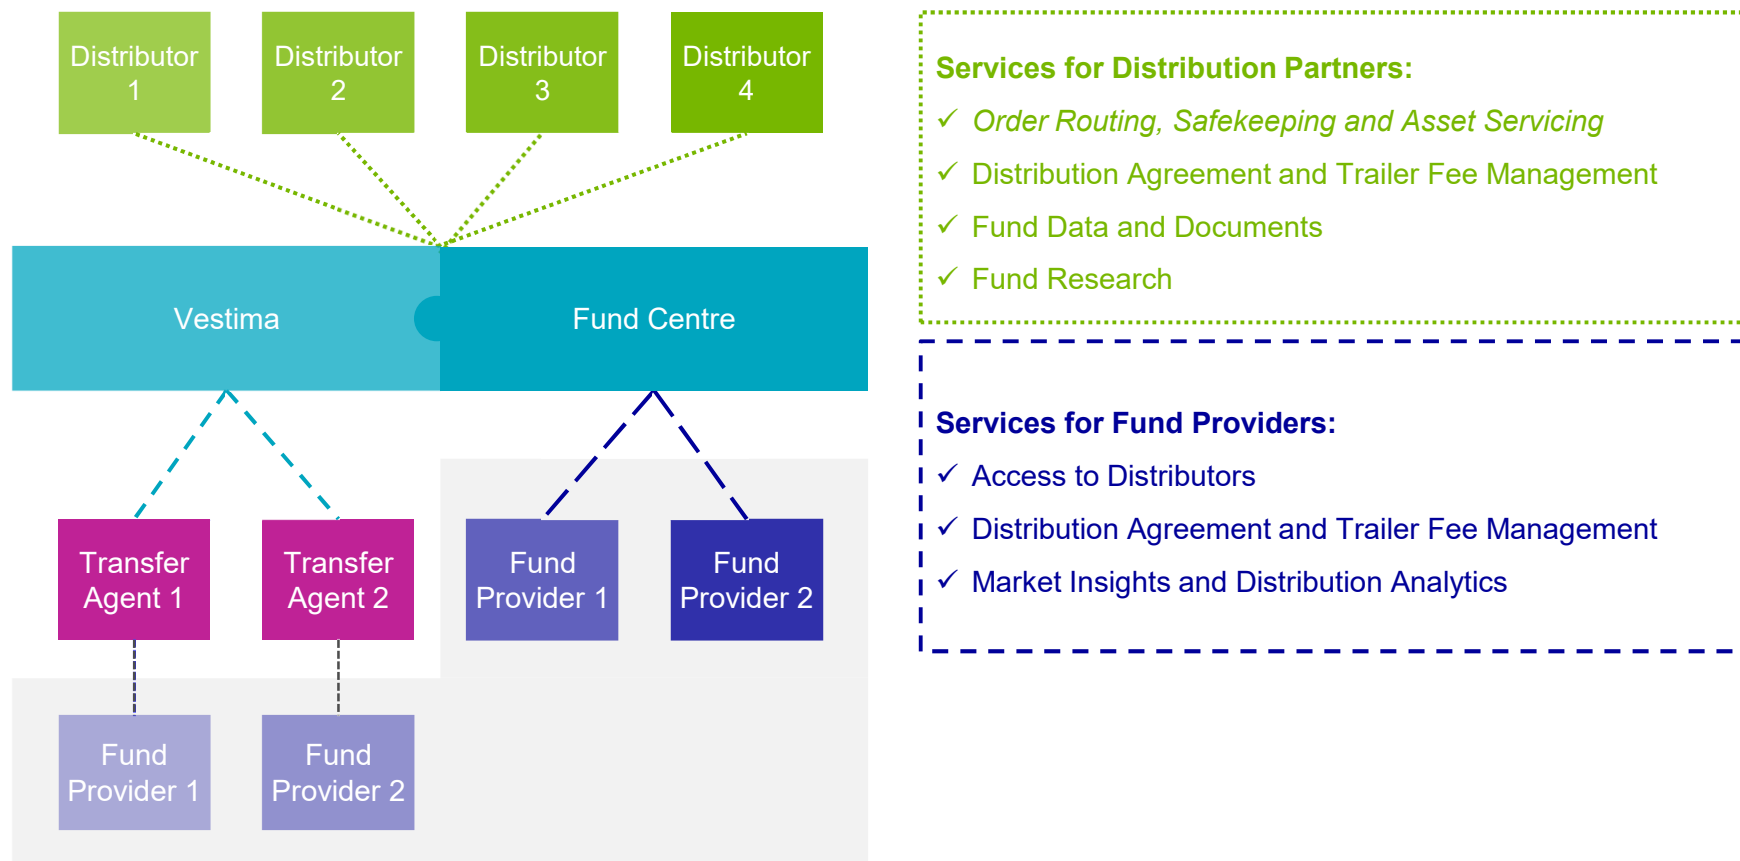 Distributor
1
Distributor
2
Distributor
3
Distributor
4
Vestima
Fund Centre
Transfer
Agent 1
Transfer
Agent 2
Fund
Provider 1
Fund
Provider 2
Fund
Provider 1
Fund
Provider 2
Services for Distribution Partners:
✓ Order Routing, Safekeeping and Asset Servicing
✓ Distribution Agreement and Trailer Fee Management
✓ Fund Data and Documents
✓ Fund Research
Services for Fund Providers:
✓ Access to Distributors
✓ Distribution Agreement and Trailer Fee Management
✓ Market Insights and Distribution Analytics